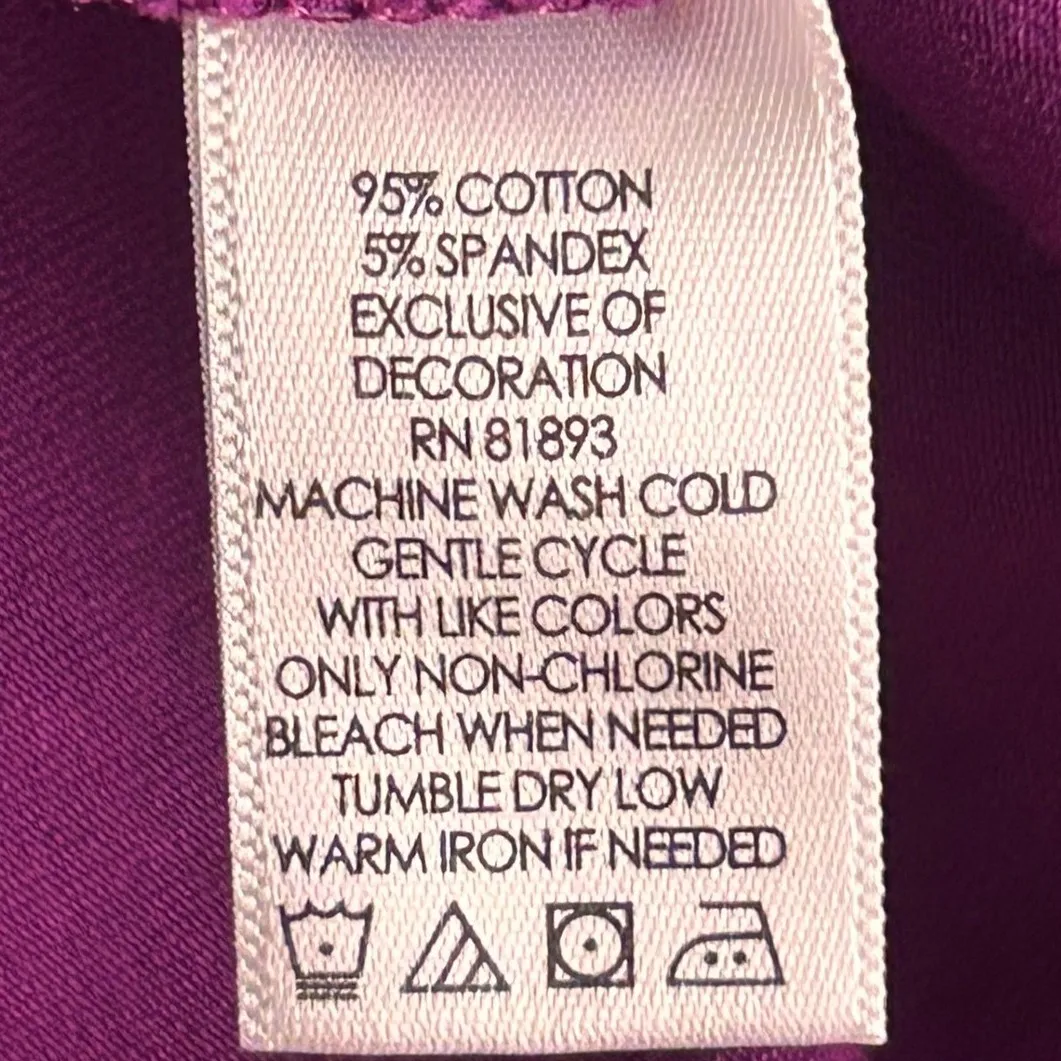 95% COTTON
5% SPANDEX
EXCLUSIVE OF
DECORATION
RN 81893
MACHINE WASH COLD
GENTLE CYCLE
WITH LIKE COLORS
ONLY NON-CHLORINE
BLEACH WHEN NEEDED
TUMBLE DRY LOW
WARM IRON IF NEEDED